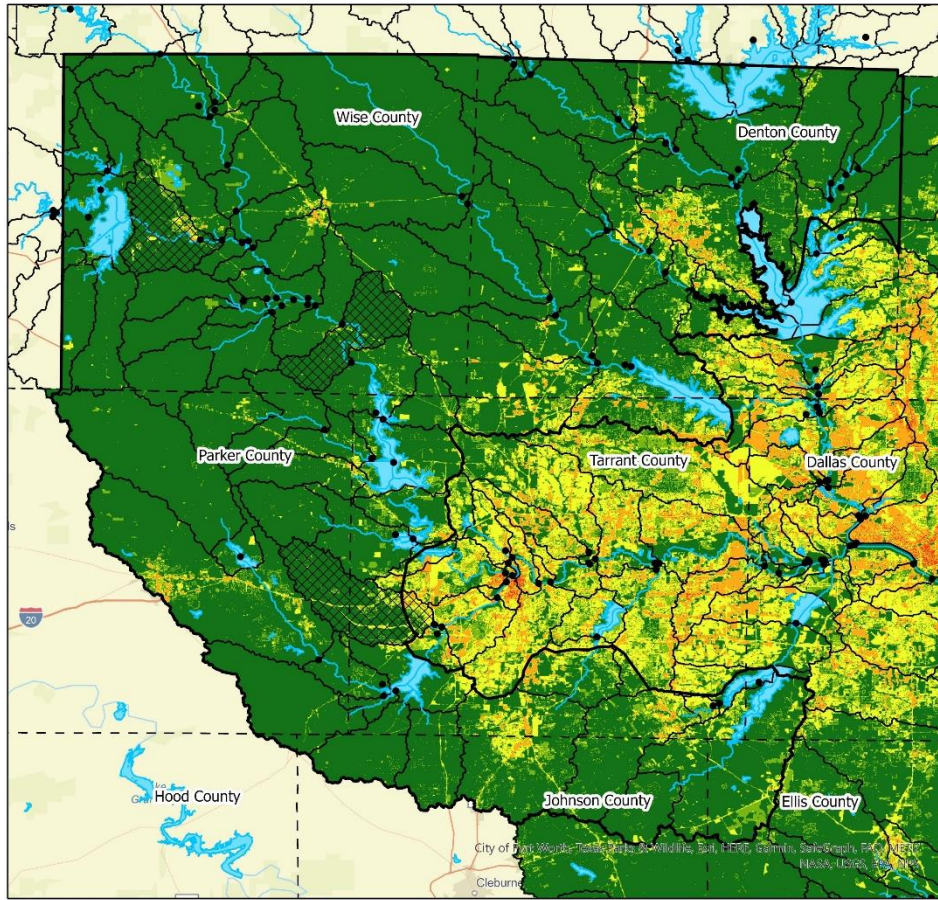 Wise County
Denton County
Parker County
Tarrant County
Dallas County
ls
20
Hood County
Johnson County
Ellis County
City of Fort Worth, Texas Parks & Wildlife, Esri, HERE, Garmin, SafeGraph, FAO, METI/
NASA, USGS, EPA, NPS
Cleburne